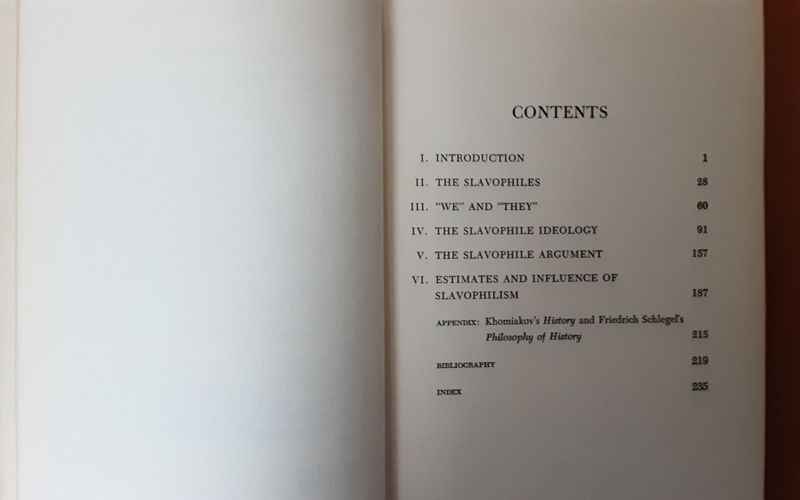 CONTENTS
I. INTRODUCTION 1
II. THE SLAVOPHILES 28
III. “WE” AND “THEY” 60
IV. THE SLAVOPHILE IDEOLOGY 91
V. THE SLAVOPHILE ARGUMENT 157
VI. ESTIMATES AND INFLUENCE OF
SLAVOPHILISM 187
APPENDIX: Khomiakov's History and Friedrich Schlegel's
Philosophy of History 215
BIBLIOGRAPHY 219
INDEX 235